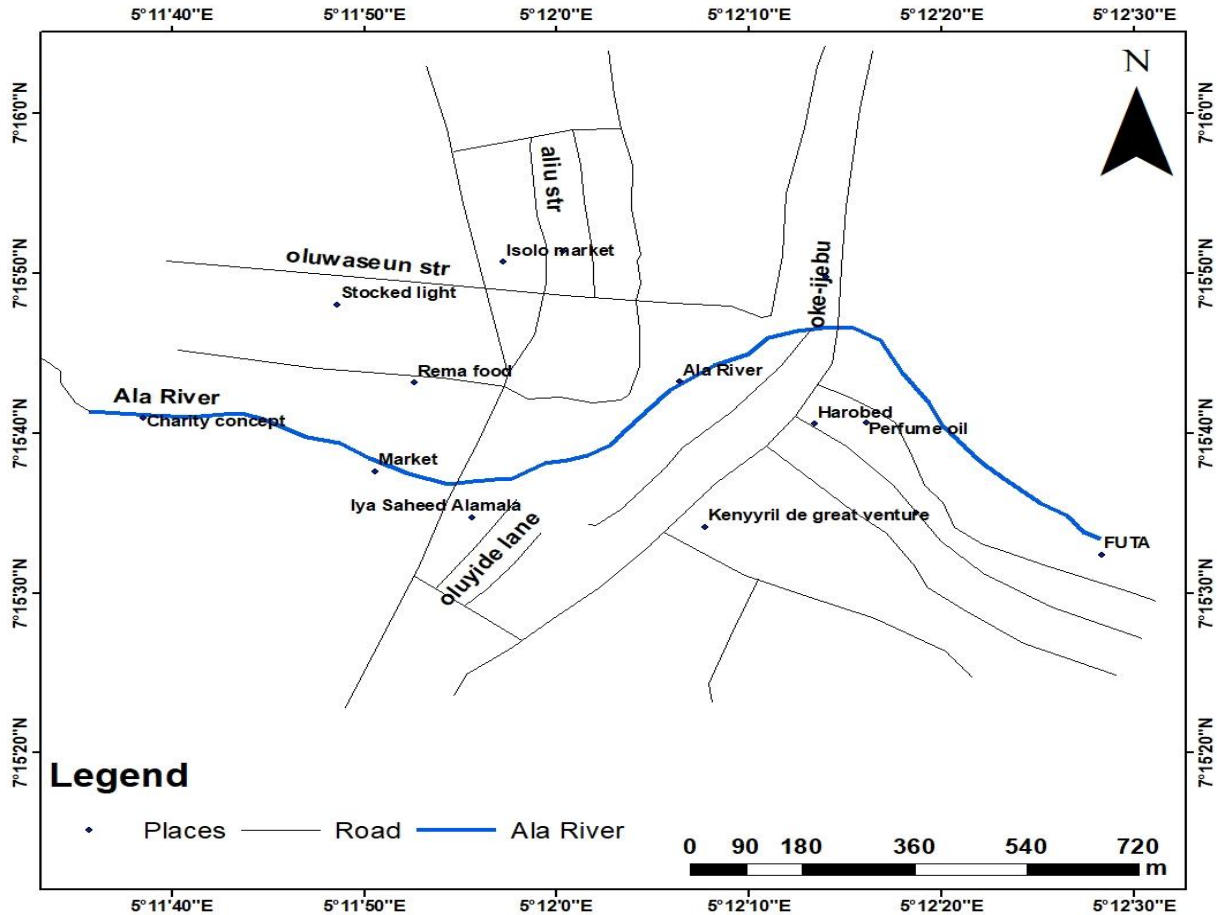 5°11'40"E 5°11'50"E 5°12'0"E 5°12'10"E 5°12'20"E 5°12'30"E
N
7°16'0"N
7°16'0"N
aliu str
Isolo market
oluwaseun str
oke-ijebu
7°15'50"N
7°15'50"N
Stocked light
Rema food
Ala River
Ala River
Charity concept
Harobed
Perfume oil
7°15'40"N
7°15'40"N
Market
Iya Saheed Alamala
Kenyyril de great venture
oluyide lane
FUTA
7°15'30"N
7°15'30"N
7°15'20"N
7°15'20"N
Legend
Places Road Ala River
0 90 180 360 540 720
m
5°11'40"E 5°11'50"E 5°12'0"E 5°12'10"E 5°12'20"E 5°12'30"E